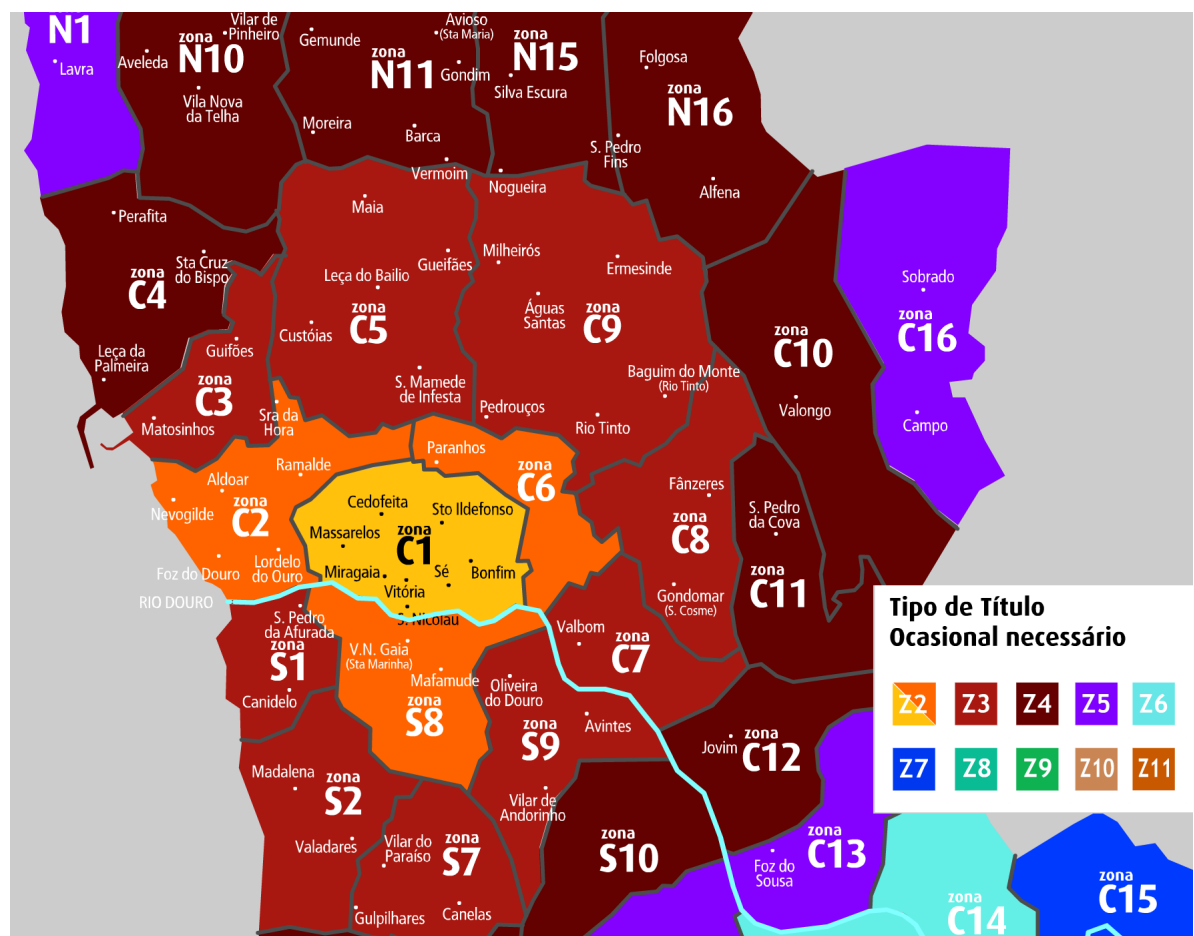 N1
Lavra
Vilar de
Pinheiro
Aveleda
zona
N10
Vila Nova
da Telha
Gemunde
zona
N11
Avioso
(Sta Maria)
Gondim
Moreira
Barca
Vermoim
zona
N15
Silva Escura
Nogueira
Folgosa
zona
N16
S. Pedro
Fins
Alfena
Perafita
Sta Cruz
do Bispo
zona
C4
Leça da
Palmeira
Maia
Gueifães
Leça do Bailio
zona
C5
Custóias
S. Mamede
de Infesta
Milheirós
Ermesinde
Águas
Santas
zona
C9
Baguim do Monte
(Rio Tinto)
Pedrouços
Rio Tinto
zona
C10
Valongo
Sobrado
zona
C16
Campo
Guifões
zona
C3
Matosinhos
Sra da
Hora
Ramalde
Aldoar
Nevogilde
zona
C2
Foz do Douro
Lordelo
do Ouro
RIO DOURO
Paranhos
zona
C6
Cedofeita
Sto Ildefonso
Massarelos
zona
C1
Miragaia
Sé
Bonfim
Vitória
S. Nicolau
Fânzeres
zona
C8
Gondomar
(S. Cosme)
S. Pedro
da Cova
zona
C11
Valbom
zona
C7
S. Pedro
da Afurada
zona
S1
Canidelo
V.N. Gaia
(Sta Marinha)
Mafamude
zona
S8
Oliveira
do Douro
zona
S9
Avintes
Vilar de
Andorinho
Jovim
zona
C12
Madalena
zona
S2
Valadares
Vilar do
Paraíso
zona
S7
Gulpilhares
Canelas
zona
S10
zona
C13
Foz do
Sousa
zona
C14
zona
C15
Tipo de Título
Ocasional necessário
Z2 Z3 Z4 Z5 Z6
Z7 Z8 Z9 Z10 Z11